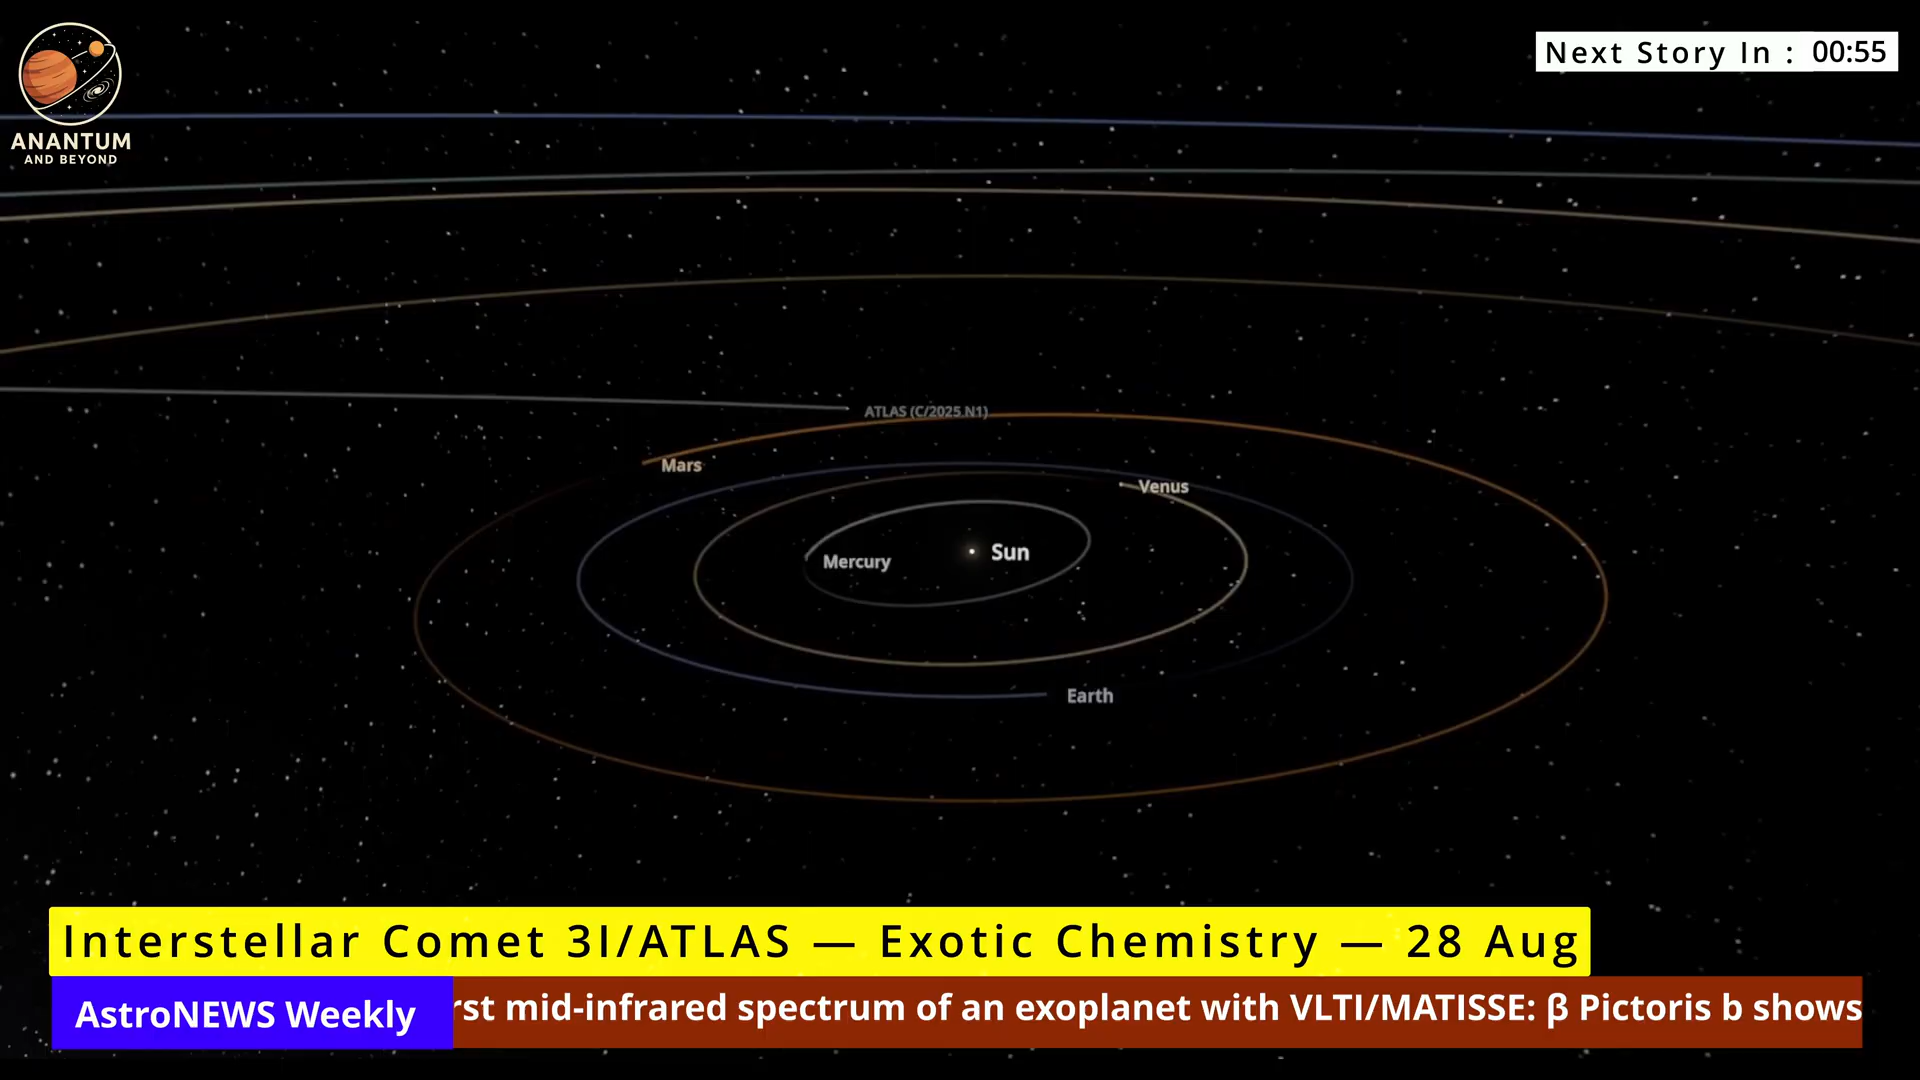 Next Story In : 00:55
ANANTUM
AND BEYOND
ATLAS (C/2025 N1)
Mars
Venus
Sun
Mercury
Earth
Interstellar Comet 3I/ATLAS — Exotic Chemistry — 28 Aug
AstroNEWS Weekly
rst mid-infrared spectrum of an exoplanet with VLTI/MATISSE: β Pictoris b shows